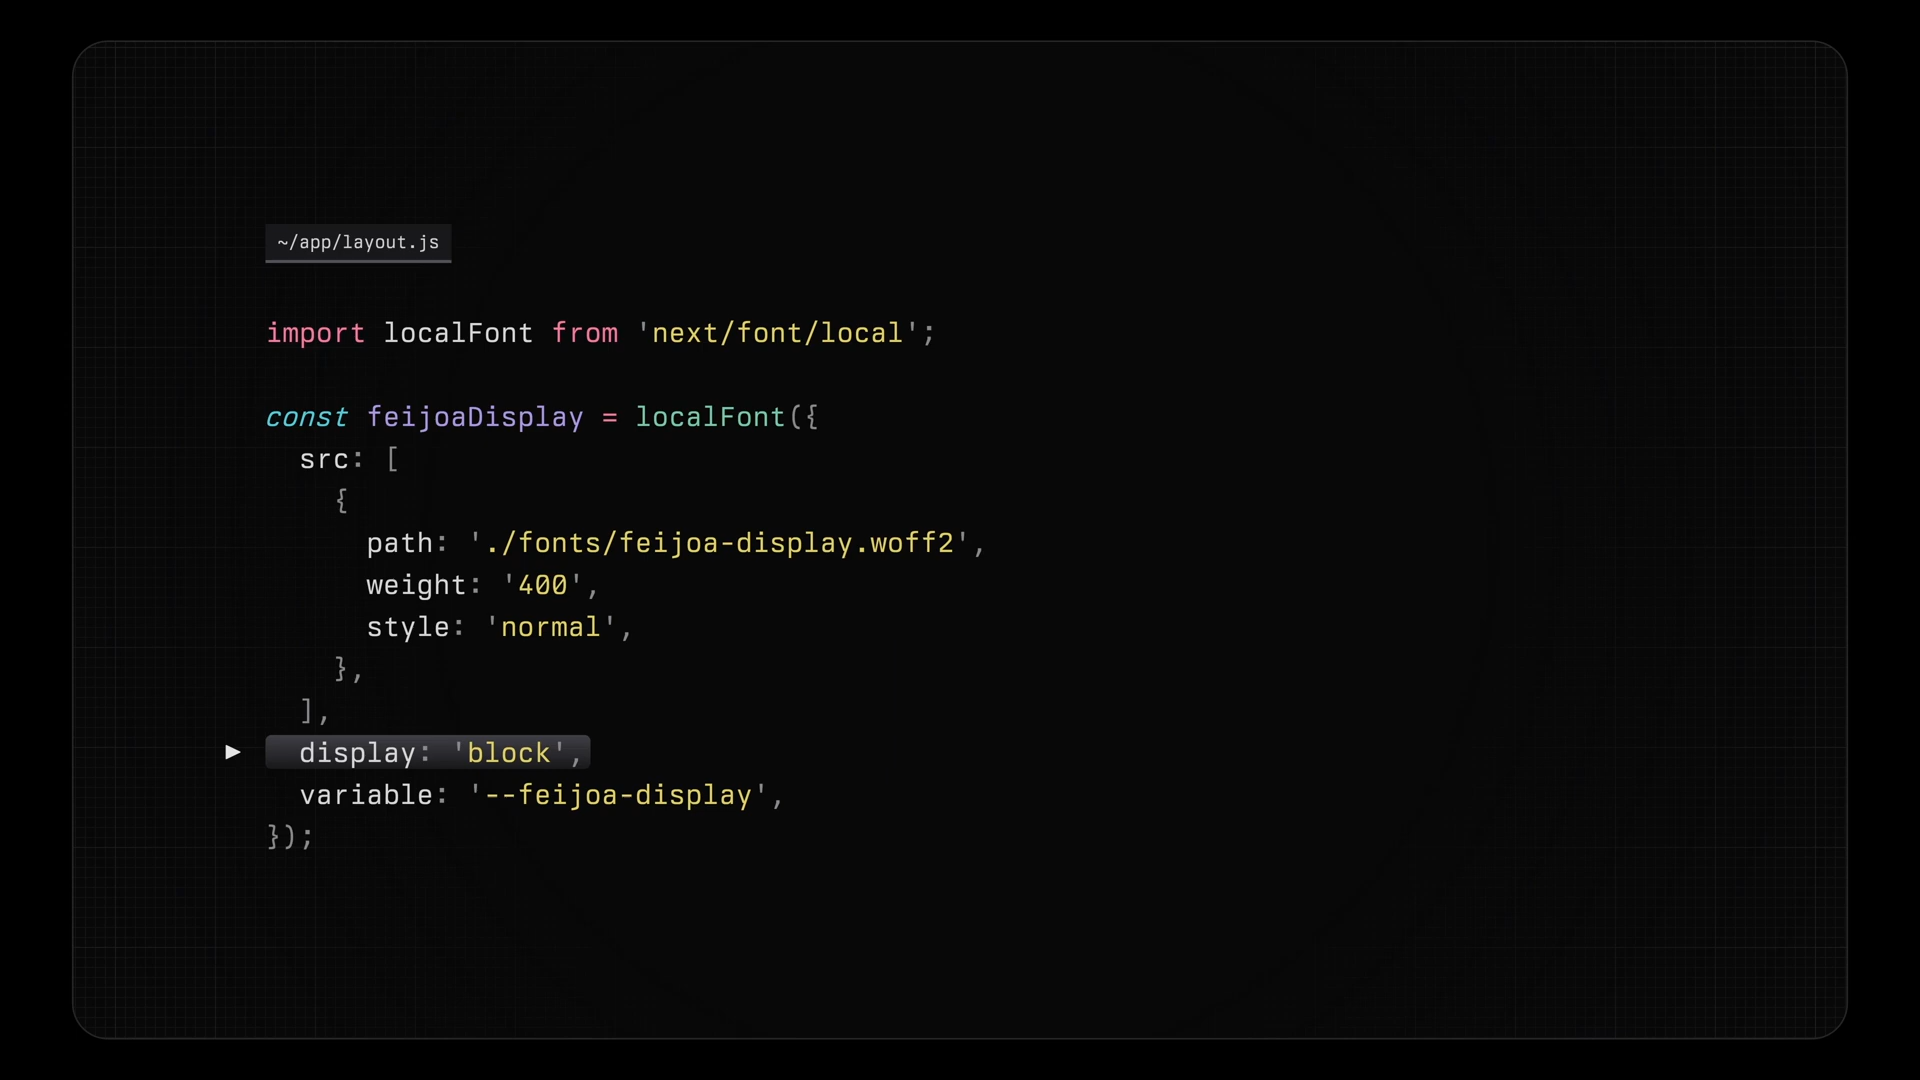 ~/app/layout.js
import localFont from 'next/font/local';
const feijoaDisplay = localFont({
  src: [
    {
      path: './fonts/feijoa-display.woff2',
      weight: '400',
      style: 'normal',
    },
  ],
  display: 'block',
  variable: '--feijoa-display',
});